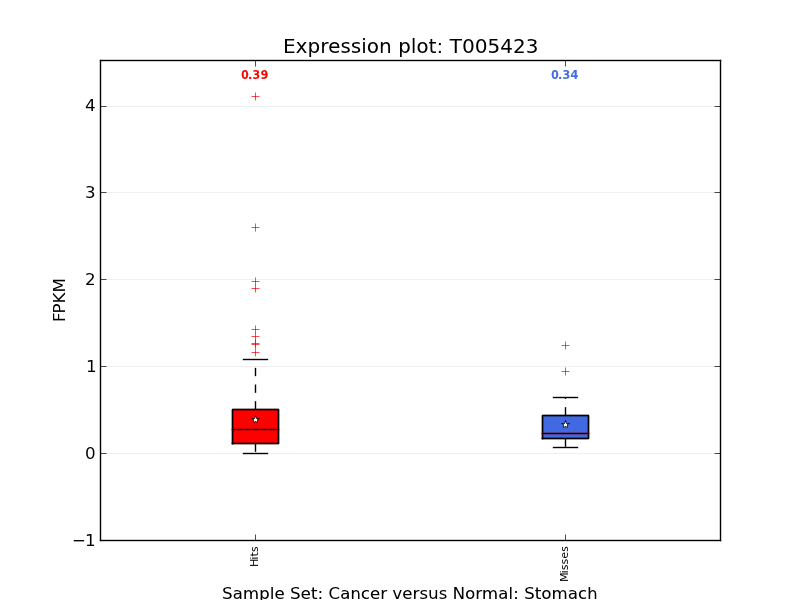 Expression plot: T005423
0.39
0.34
4
3
2
1
0
−1
FPKM
Hits
Misses
Sample Set: Cancer versus Normal: Stomach